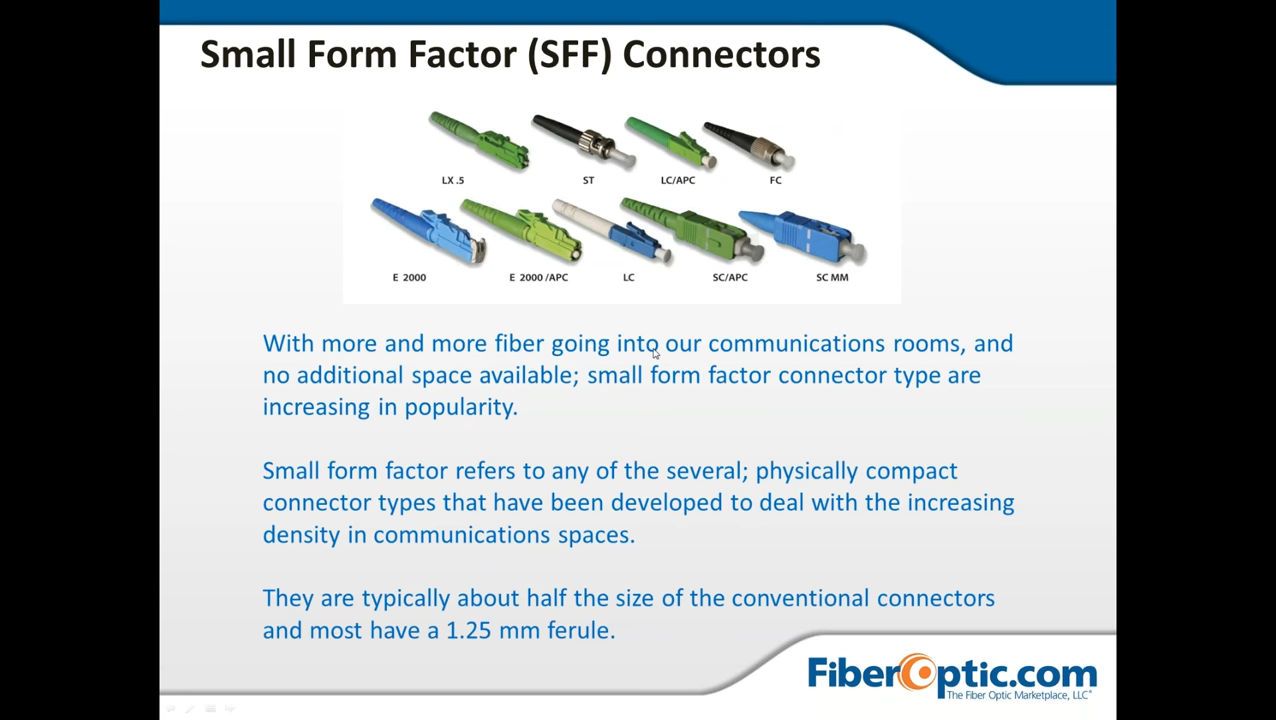 Small Form Factor (SFF) Connectors
LX .5
ST
LC/APC
FC
E 2000
E 2000 /APC
LC
SC/APC
SC MM
With more and more fiber going into our communications rooms, and
no additional space available; small form factor connector type are
increasing in popularity.
Small form factor refers to any of the several; physically compact
connector types that have been developed to deal with the increasing
density in communications spaces.
They are typically about half the size of the conventional connectors
and most have a 1.25 mm ferule.
FiberOptic.com
The Fiber Optic Marketplace, LLC®